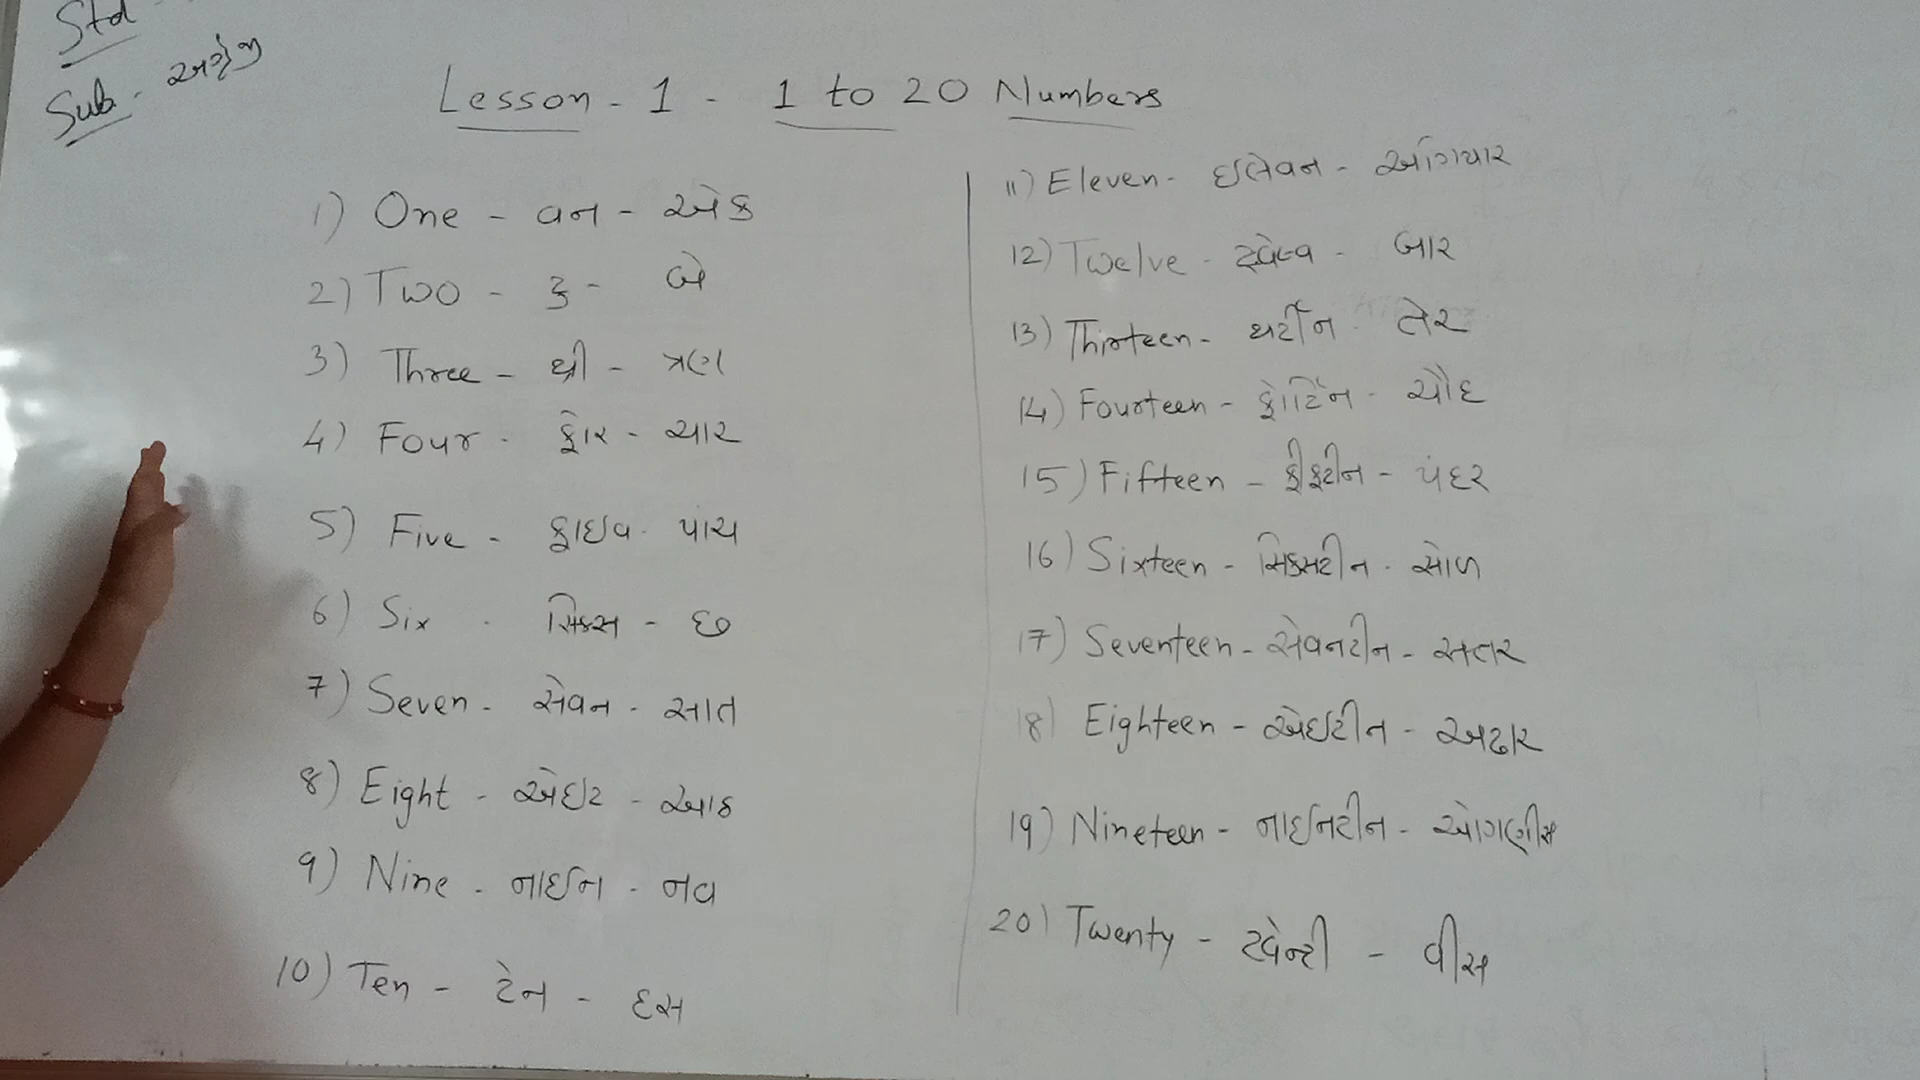 Std
Sub. અંગ્રેજી
Lesson - 1 - 1 to 20 Numbers
1) One - વન - એક
2) Two - ટુ - બે
3) Three - થ્રી - ત્રણ
4) Four - ફોર - ચાર
5) Five - ફાઇવ - પાચ
6) Six - સિક્સ - છ
7) Seven - સેવન - સાત
8) Eight - એઇટ - આઠ
9) Nine - નાઈન - નવ
10) Ten - ટેન - દસ
11) Eleven - ઇલેવન - અગિયાર
12) Twelve - ટ્વેલ્વ - બાર
13) Thirteen - થર્ટીન - તેર
14) Fourteen - ફોર્ટિન - ચૌદ
15) Fifteen - ફીફટીન - પંદર
16) Sixteen - સિક્સટીન - સોળ
17) Seventeen - સેવનટીન - સત્તર
18) Eighteen - એઇટીન - અઢાર
19) Nineteen - નાઈનટીન - ઓગણીસ
20) Twenty - ટ્વેન્ટી - વીસ